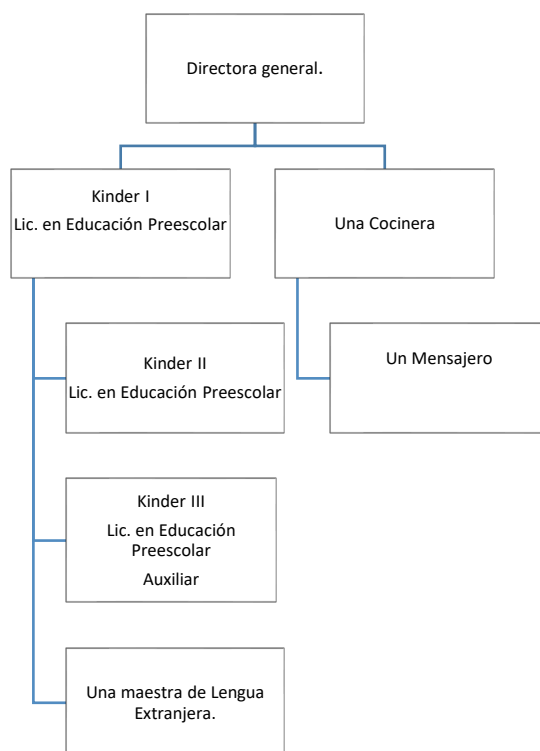 Directora general.
Kinder I
Lic. en Educación Preescolar
Una Cocinera
Kinder II
Lic. en Educación Preescolar
Un Mensajero
Kinder III
Lic. en Educación
Preescolar
Auxiliar
Una maestra de Lengua
Extranjera.